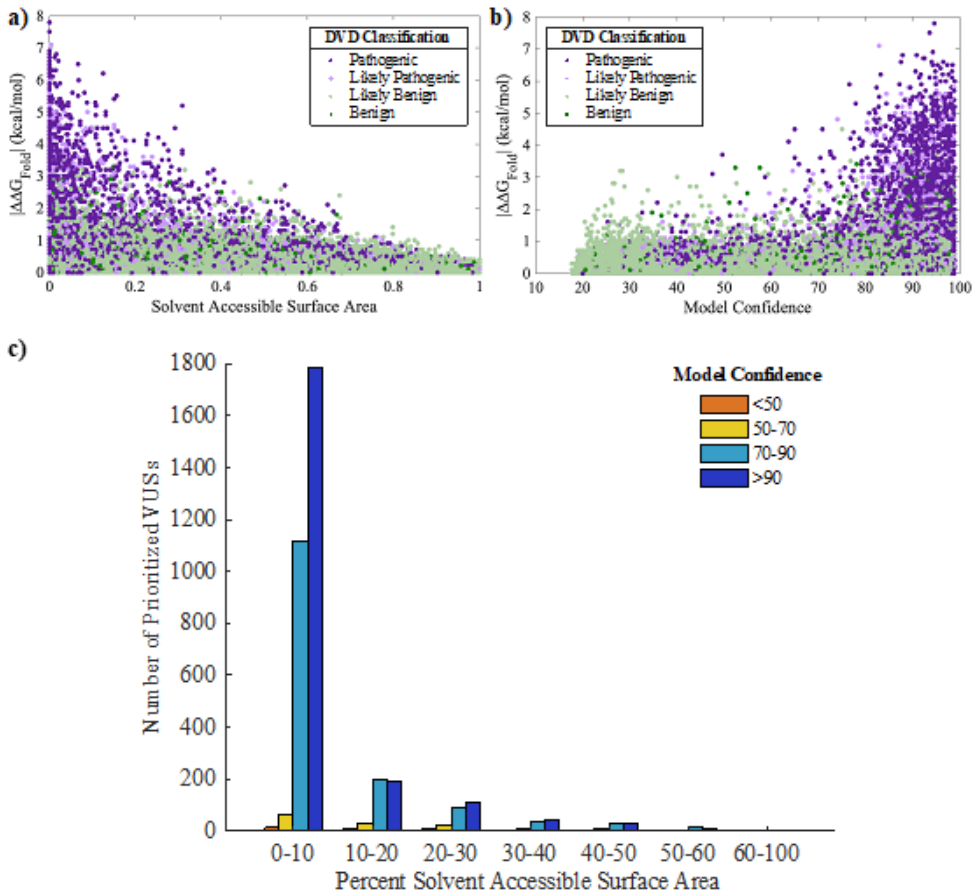 a)
8
7
6
5
4
3
2
1
0
|ΔΔG_Fold| (kcal/mol)
DVD Classification
Pathogenic
Likely Pathogenic
Likely Benign
Benign
0 0.2 0.4 0.6 0.8 1
Solvent Accessible Surface Area
b)
8
7
6
5
4
3
2
1
0
|ΔΔG_Fold| (kcal/mol)
DVD Classification
Pathogenic
Likely Pathogenic
Likely Benign
Benign
10 20 30 40 50 60 70 80 90 100
Model Confidence
c)
1800
1600
1400
1200
1000
800
600
400
200
0
Number of Prioritized VUSs
Model Confidence
<50
50-70
70-90
>90
0-10 10-20 20-30 30-40 40-50 50-60 60-100
Percent Solvent Accessible Surface Area